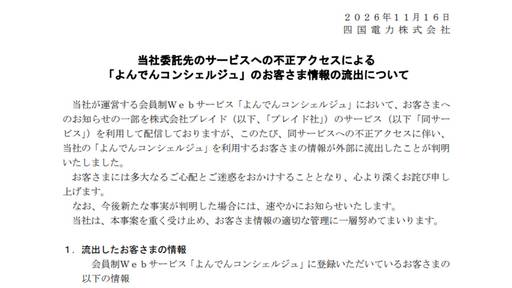 ２０２６年１１月１６日
四国電力株式会社
当社委託先のサービスへの不正アクセスによる
「よんでんコンシェルジュ」のお客さま情報の流出について
当社が運営する会員制Ｗｅｂサービス「よんでんコンシェルジュ」において、お客さまへ
のお知らせの一部を株式会社ブレイド（以下、「ブレイド社」）のサービス（以下「同サー
ビス」）を利用して配信しておりますが、このたび、同サービスへの不正アクセスに伴い、
当社の「よんでんコンシェルジュ」を利用するお客さまの情報が外部に流出したことが判明
いたしました。
お客さまには多大なるご心配とご迷惑をおかけすることとなり、心より深くお詫び申し
上げます。
なお、今後新たな事実が判明した場合には、速やかにお知らせいたします。
当社は、本事案を重く受け止め、お客さま情報の適切な管理に一層努めてまいります。
１．流出したお客さまの情報
会員制Ｗｅｂサービス「よんでんコンシェルジュ」に登録いただいているお客さまの
以下の情報